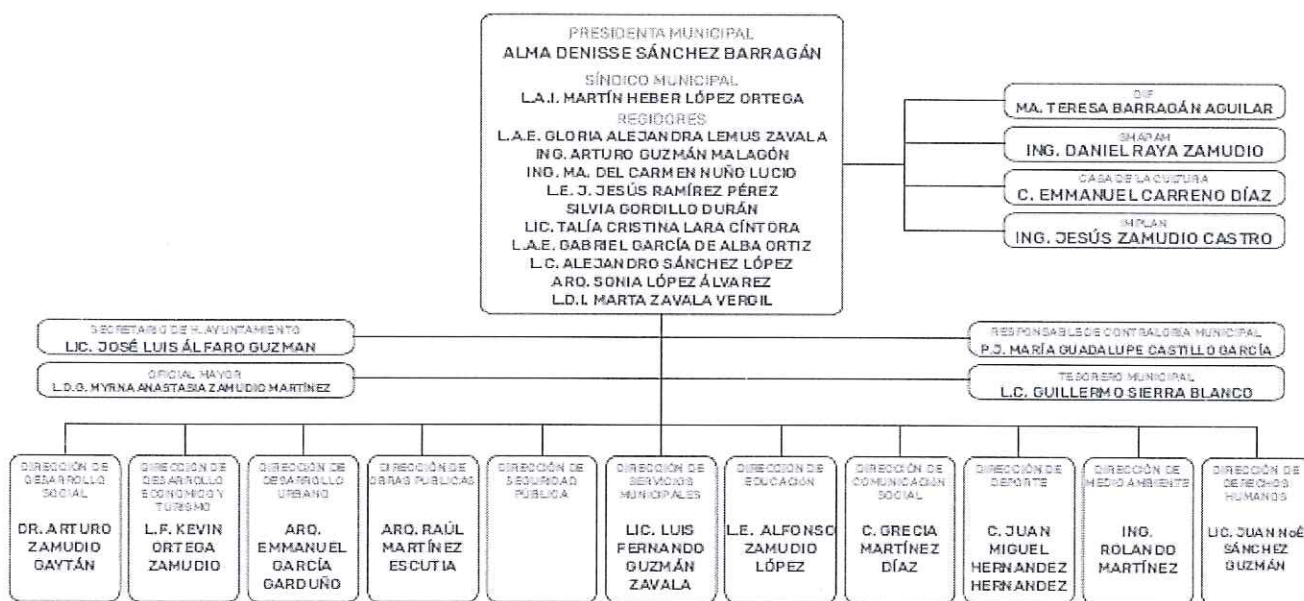 PRESIDENTA MUNICIPAL
ALMA DENISSE SÁNCHEZ BARRAGÁN
SÍNDICO MUNICIPAL
L.A.I. MARTÍN HEBER LÓPEZ ORTEGA
REGIDORES
L.A.E. GLORIA ALEJANDRA LEMUS ZAVALA
ING. ARTURO GUZMÁN MALAGÓN
ING. MA. DEL CARMEN NUÑO LUCIO
L.E. J. JESÚS RAMÍREZ PÉREZ
SILVIA GORDILLO DURÁN
LIC. TALÍA CRISTINA LARA CÍNTORA
L.A.E. GABRIEL GARCÍA DE ALBA ORTIZ
L.C. ALEJANDRO SÁNCHEZ LÓPEZ
ARQ. SONIA LÓPEZ ÁLVAREZ
L.D.I. MARTA ZAVALA VERGIL
DIF
MA. TERESA BARRAGÁN AGUILAR
SMAPAM
ING. DANIEL RAYA ZAMUDIO
CASA DE LA CULTURA
C. EMMANUEL CARRENO DÍAZ
IMPLAN
ING. JESÚS ZAMUDIO CASTRO
SECRETARIO DE H. AYUNTAMIENTO
LIC. JOSÉ LUIS ÁLFARO GUZMAN
RESPONSABLE DE CONTRALORÍA MUNICIPAL
P.J. MARÍA GUADALUPE CASTILLO GARCÍA
OFICIAL MAYOR
L.D.G. MYRNA ANASTASIA ZAMUDIO MARTÍNEZ
TESORERO MUNICIPAL
L.C. GUILLERMO SIERRA BLANCO
DIRECCIÓN DE
DESARROLLO
SOCIAL
DR. ARTURO
ZAMUDIO
GAYTÁN
DIRECCIÓN DE
DESARROLLO
ECONOMICO Y
TURISMO
L.F. KEVIN
ORTEGA
ZAMUDIO
DIRECCIÓN DE
DESARROLLO
URBANO
ARQ.
EMMANUEL
GARCÍA
GARDUÑO
DIRECCIÓN DE
OBRAS PUBLICAS
ARQ. RAÚL
MARTÍNEZ
ESCUTIA
DIRECCIÓN DE
SEGURIDAD
PÚBLICA
DIRECCIÓN DE
SERVICIOS
MUNICIPALES
LIC. LUIS
FERNANDO
GUZMÁN
ZAVALA
DIRECCIÓN DE
EDUCACIÓN
L.E. ALFONSO
ZAMUDIO
LÓPEZ
DIRECCIÓN DE
COMUNICACIÓN
SOCIAL
C. GRECIA
MARTÍNEZ
DÍAZ
DIRECCIÓN DE
DEPORTE
C. JUAN
MIGUEL
HERNANDEZ
HERNANDEZ
DIRECCIÓN DE
MEDIO AMBIENTE
ING.
ROLANDO
MARTÍNEZ
DIRECCIÓN DE
DERECHOS
HUMANOS
LIC. JUAN NOÉ
SÁNCHEZ
GUZMÁN